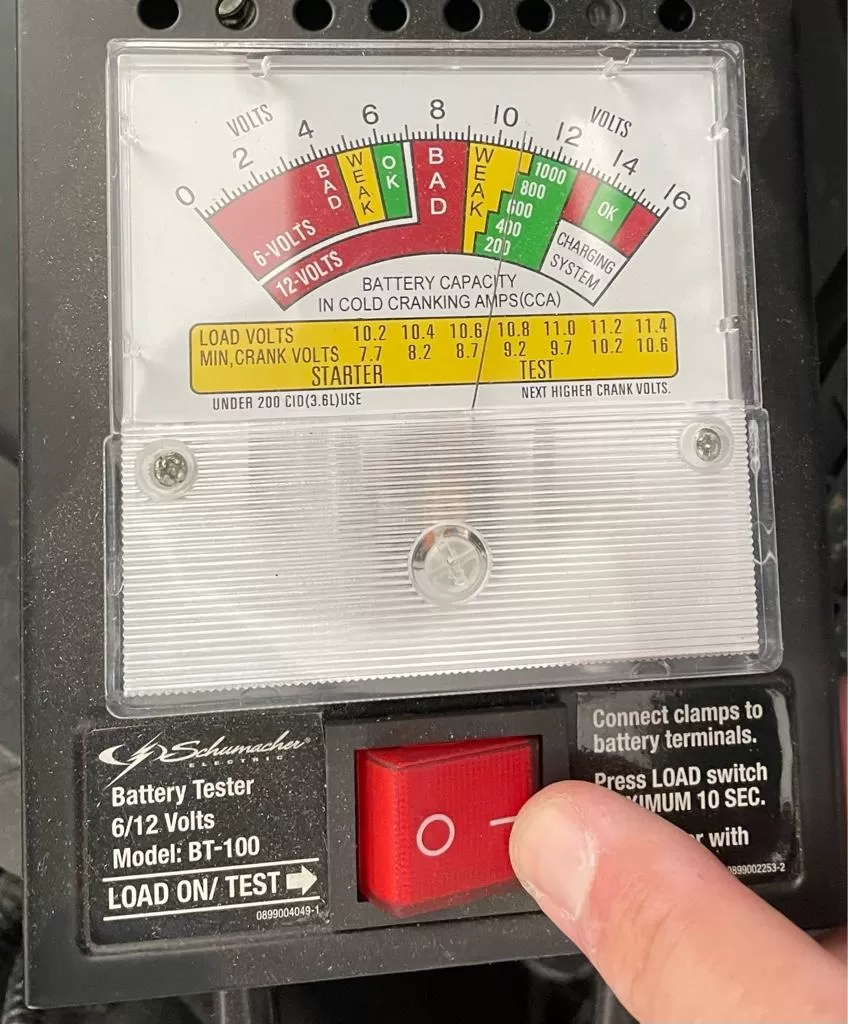 VOLTS
VOLTS
0 2 4 6 8 10 12 14 16
BAD
WEAK
OK
BAD
WEAK
1000
800
600
400
200
OK
6-VOLTS
12-VOLTS
CHARGING
SYSTEM
BATTERY CAPACITY
IN COLD CRANKING AMPS(CCA)
LOAD VOLTS 10.2 10.4 10.6 10.8 11.0 11.2 11.4
MIN,CRANK VOLTS 7.7 8.2 8.7 9.2 9.7 10.2 10.6
STARTER TEST
UNDER 200 CID(3.6L)USE NEXT HIGHER CRANK VOLTS.
Schumacher
ELECTRIC
Battery Tester
6/12 Volts
Model: BT-100
LOAD ON/ TEST
0899004049-1
O –
Connect clamps to
battery terminals.
Press LOAD switch
10 SEC.
with
0899002253-2